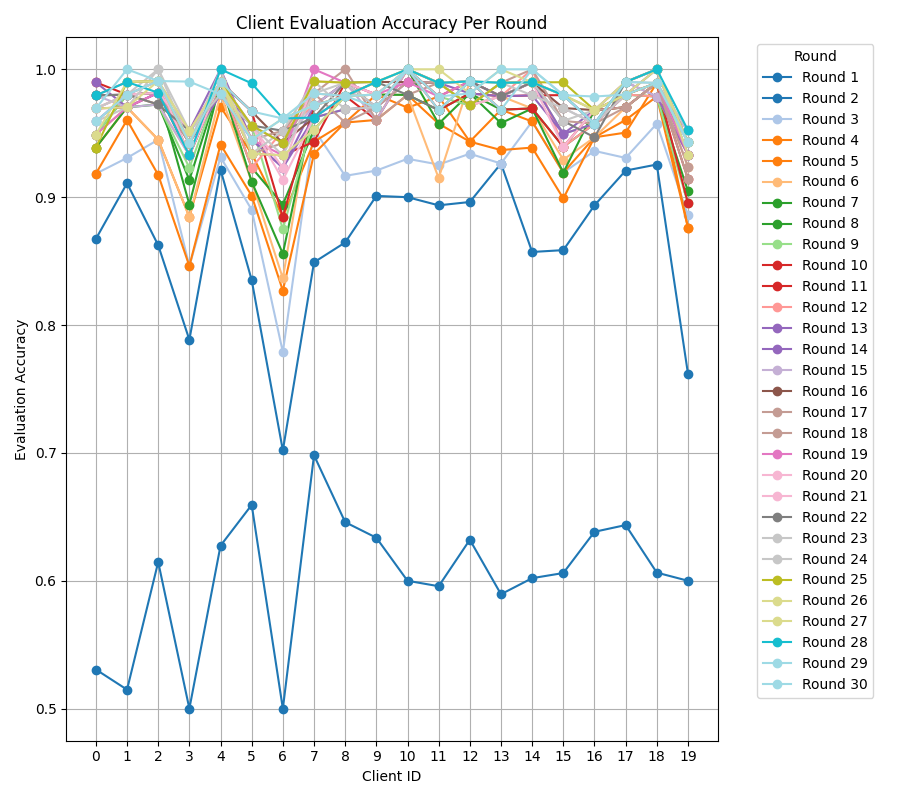 Client Evaluation Accuracy Per Round
Evaluation Accuracy
1.0
0.9
0.8
0.7
0.6
0.5
0 1 2 3 4 5 6 7 8 9 10 11 12 13 14 15 16 17 18 19
Client ID
Round
Round 1
Round 2
Round 3
Round 4
Round 5
Round 6
Round 7
Round 8
Round 9
Round 10
Round 11
Round 12
Round 13
Round 14
Round 15
Round 16
Round 17
Round 18
Round 19
Round 20
Round 21
Round 22
Round 23
Round 24
Round 25
Round 26
Round 27
Round 28
Round 29
Round 30